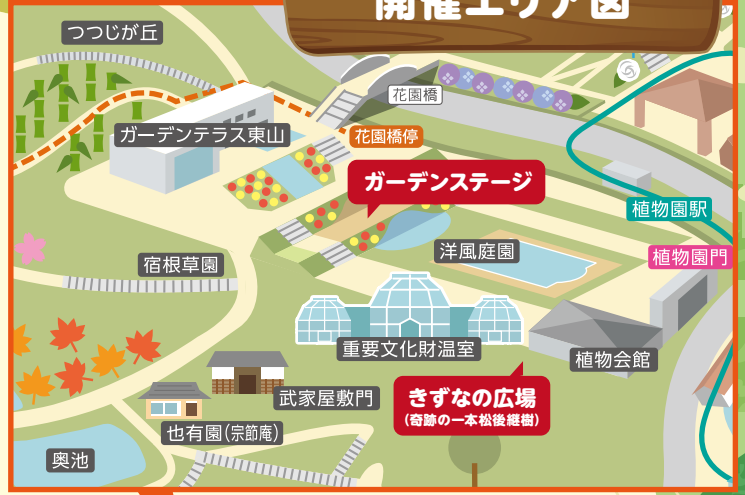 開催エリア図
つつじが丘
花園橋
ガーデンテラス東山
花園橋停
ガーデンステージ
植物園駅
洋風庭園
植物園門
宿根草園
重要文化財温室
植物会館
武家屋敷門
きずなの広場
(奇跡の一本松後継樹)
也有園(宗節庵)
奥池